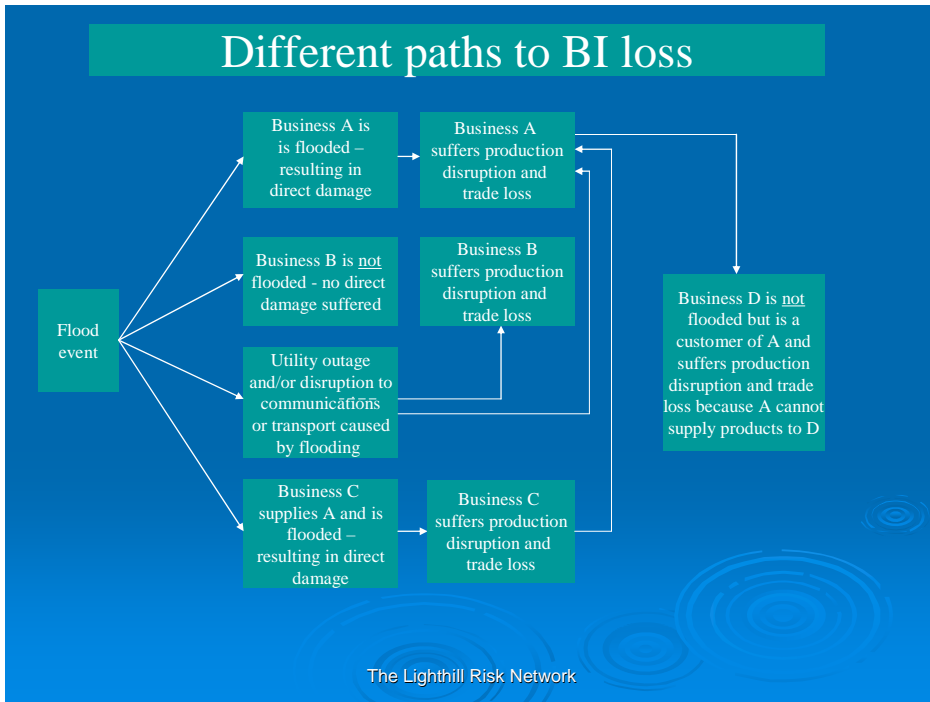 Different paths to BI loss
Business A is
is flooded –
resulting in
direct damage
Business A
suffers production
disruption and
trade loss
Business B is not
flooded - no direct
damage suffered
Business B
suffers production
disruption and
trade loss
Flood
event
Utility outage
and/or disruption to
communications
or transport caused
by flooding
Business D is not
flooded but is a
customer of A and
suffers production
disruption and trade
loss because A cannot
supply products to D
Business C
supplies A and is
flooded –
resulting in direct
damage
Business C
suffers production
disruption and
trade loss
The Lighthill Risk Network